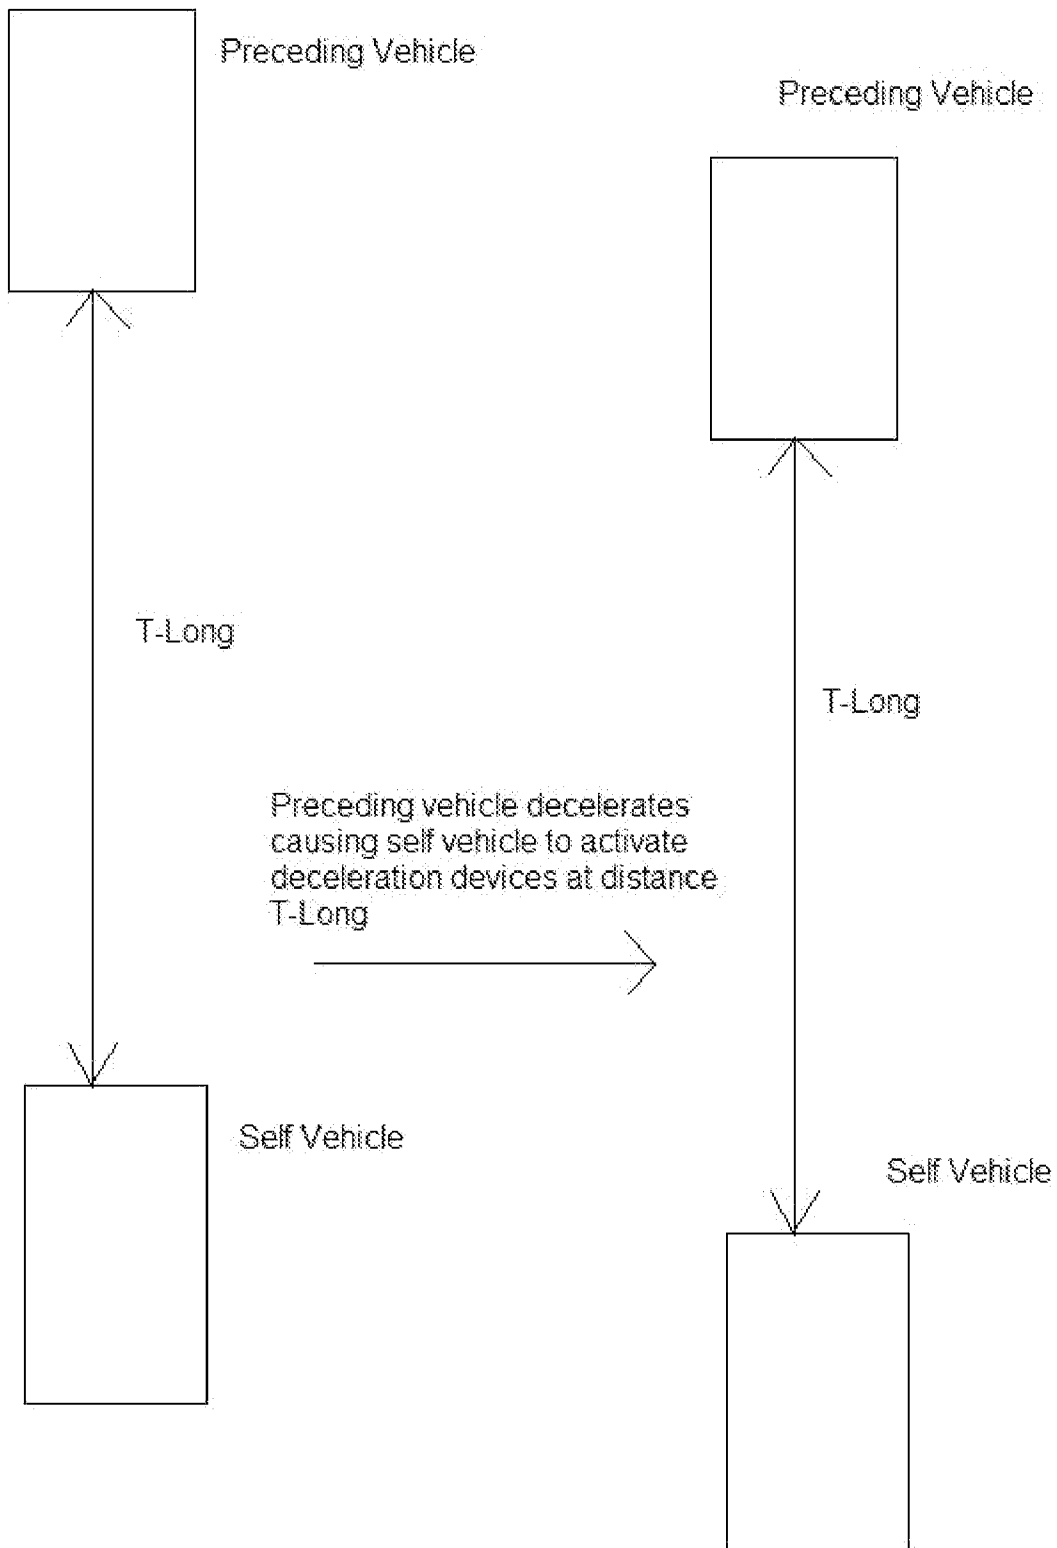 Preceding Vehicle
Preceding Vehicle
T-Long
T-Long
Preceding vehicle decelerates
causing self vehicle to activate
deceleration devices at distance
T-Long
Self Vehicle
Self Vehicle